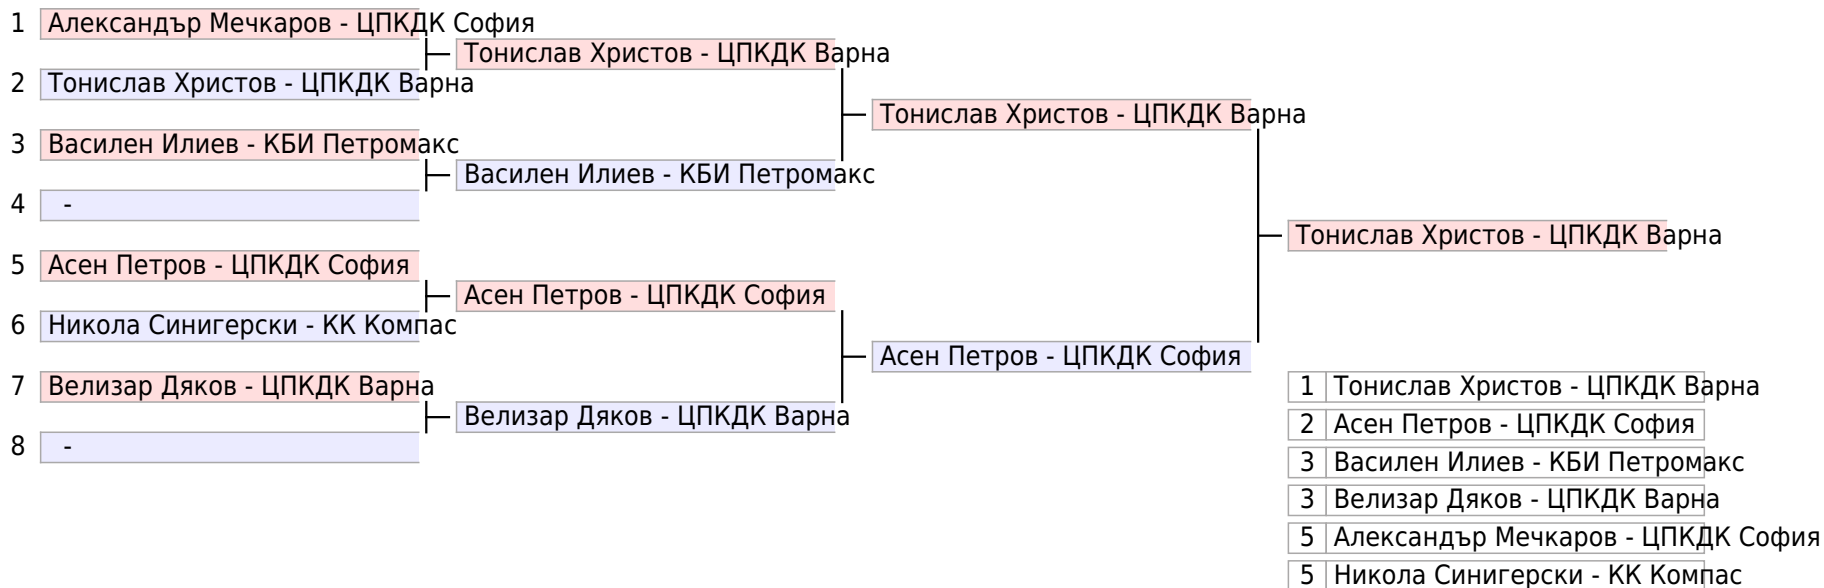 1 Александър Мечкаров - ЦПКДК София
Тонислав Христов - ЦПКДК Варна
2 Тонислав Христов - ЦПКДК Варна
Тонислав Христов - ЦПКДК Варна
3 Василен Илиев - КБИ Петромакс
Василен Илиев - КБИ Петромакс
4 -
Тонислав Христов - ЦПКДК Варна
5 Асен Петров - ЦПКДК София
Асен Петров - ЦПКДК София
6 Никола Синигерски - КК Компас
Асен Петров - ЦПКДК София
7 Велизар Дяков - ЦПКДК Варна
Велизар Дяков - ЦПКДК Варна
8 -
1 Тонислав Христов - ЦПКДК Варна
2 Асен Петров - ЦПКДК София
3 Василен Илиев - КБИ Петромакс
3 Велизар Дяков - ЦПКДК Варна
5 Александър Мечкаров - ЦПКДК София
5 Никола Синигерски - КК Компас